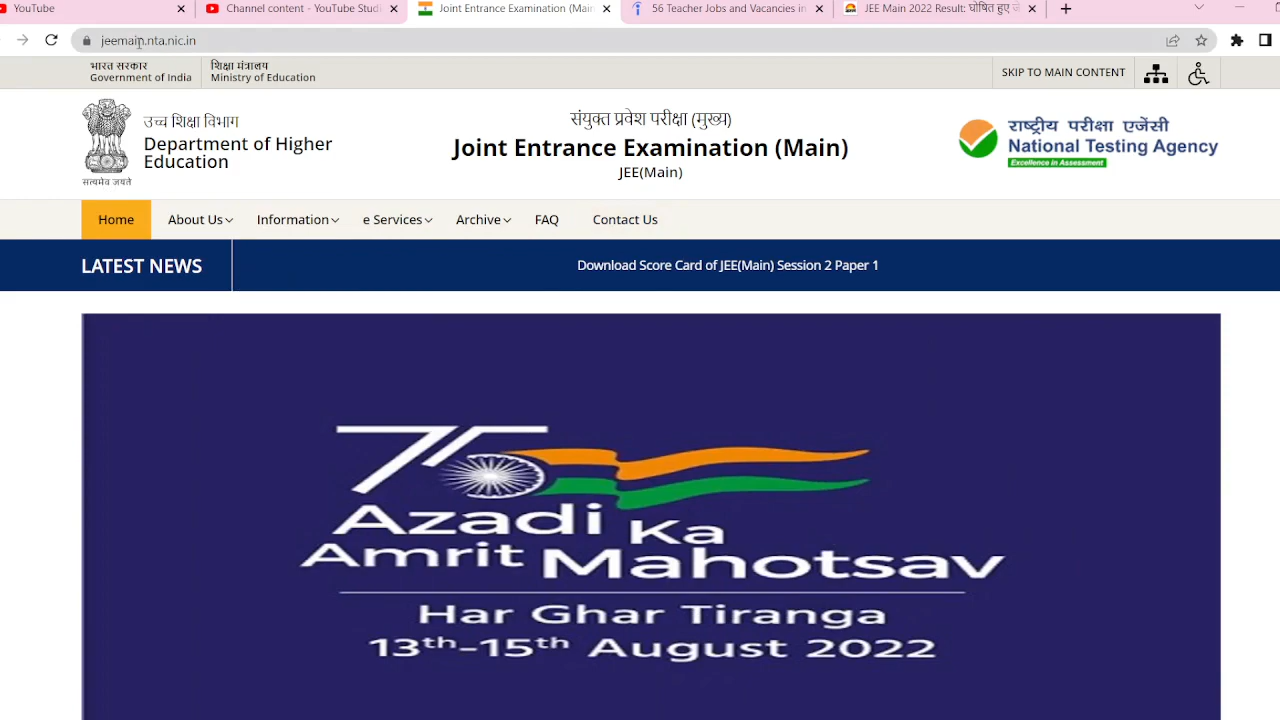 YouTube
Channel content - YouTube Studi
Joint Entrance Examination (Main
56 Teacher Jobs and Vacancies in
JEE Main 2022 Result: घोषित हुए
jeemain.nta.nic.in
भारत सरकार
Government of India
शिक्षा मंत्रालय
Ministry of Education
SKIP TO MAIN CONTENT
उच्च शिक्षा विभाग
Department of Higher
Education
सत्यमेव जयते
संयुक्त प्रवेश परीक्षा (मुख्य)
Joint Entrance Examination (Main)
JEE(Main)
राष्ट्रीय परीक्षा एजेंसी
National Testing Agency
Excellence in Assessment
Home
About Us
Information
e Services
Archive
FAQ
Contact Us
LATEST NEWS
Download Score Card of JEE(Main) Session 2 Paper 1
75
Azadi Ka
Amrit Mahotsav
Har Ghar Tiranga
13th-15th August 2022